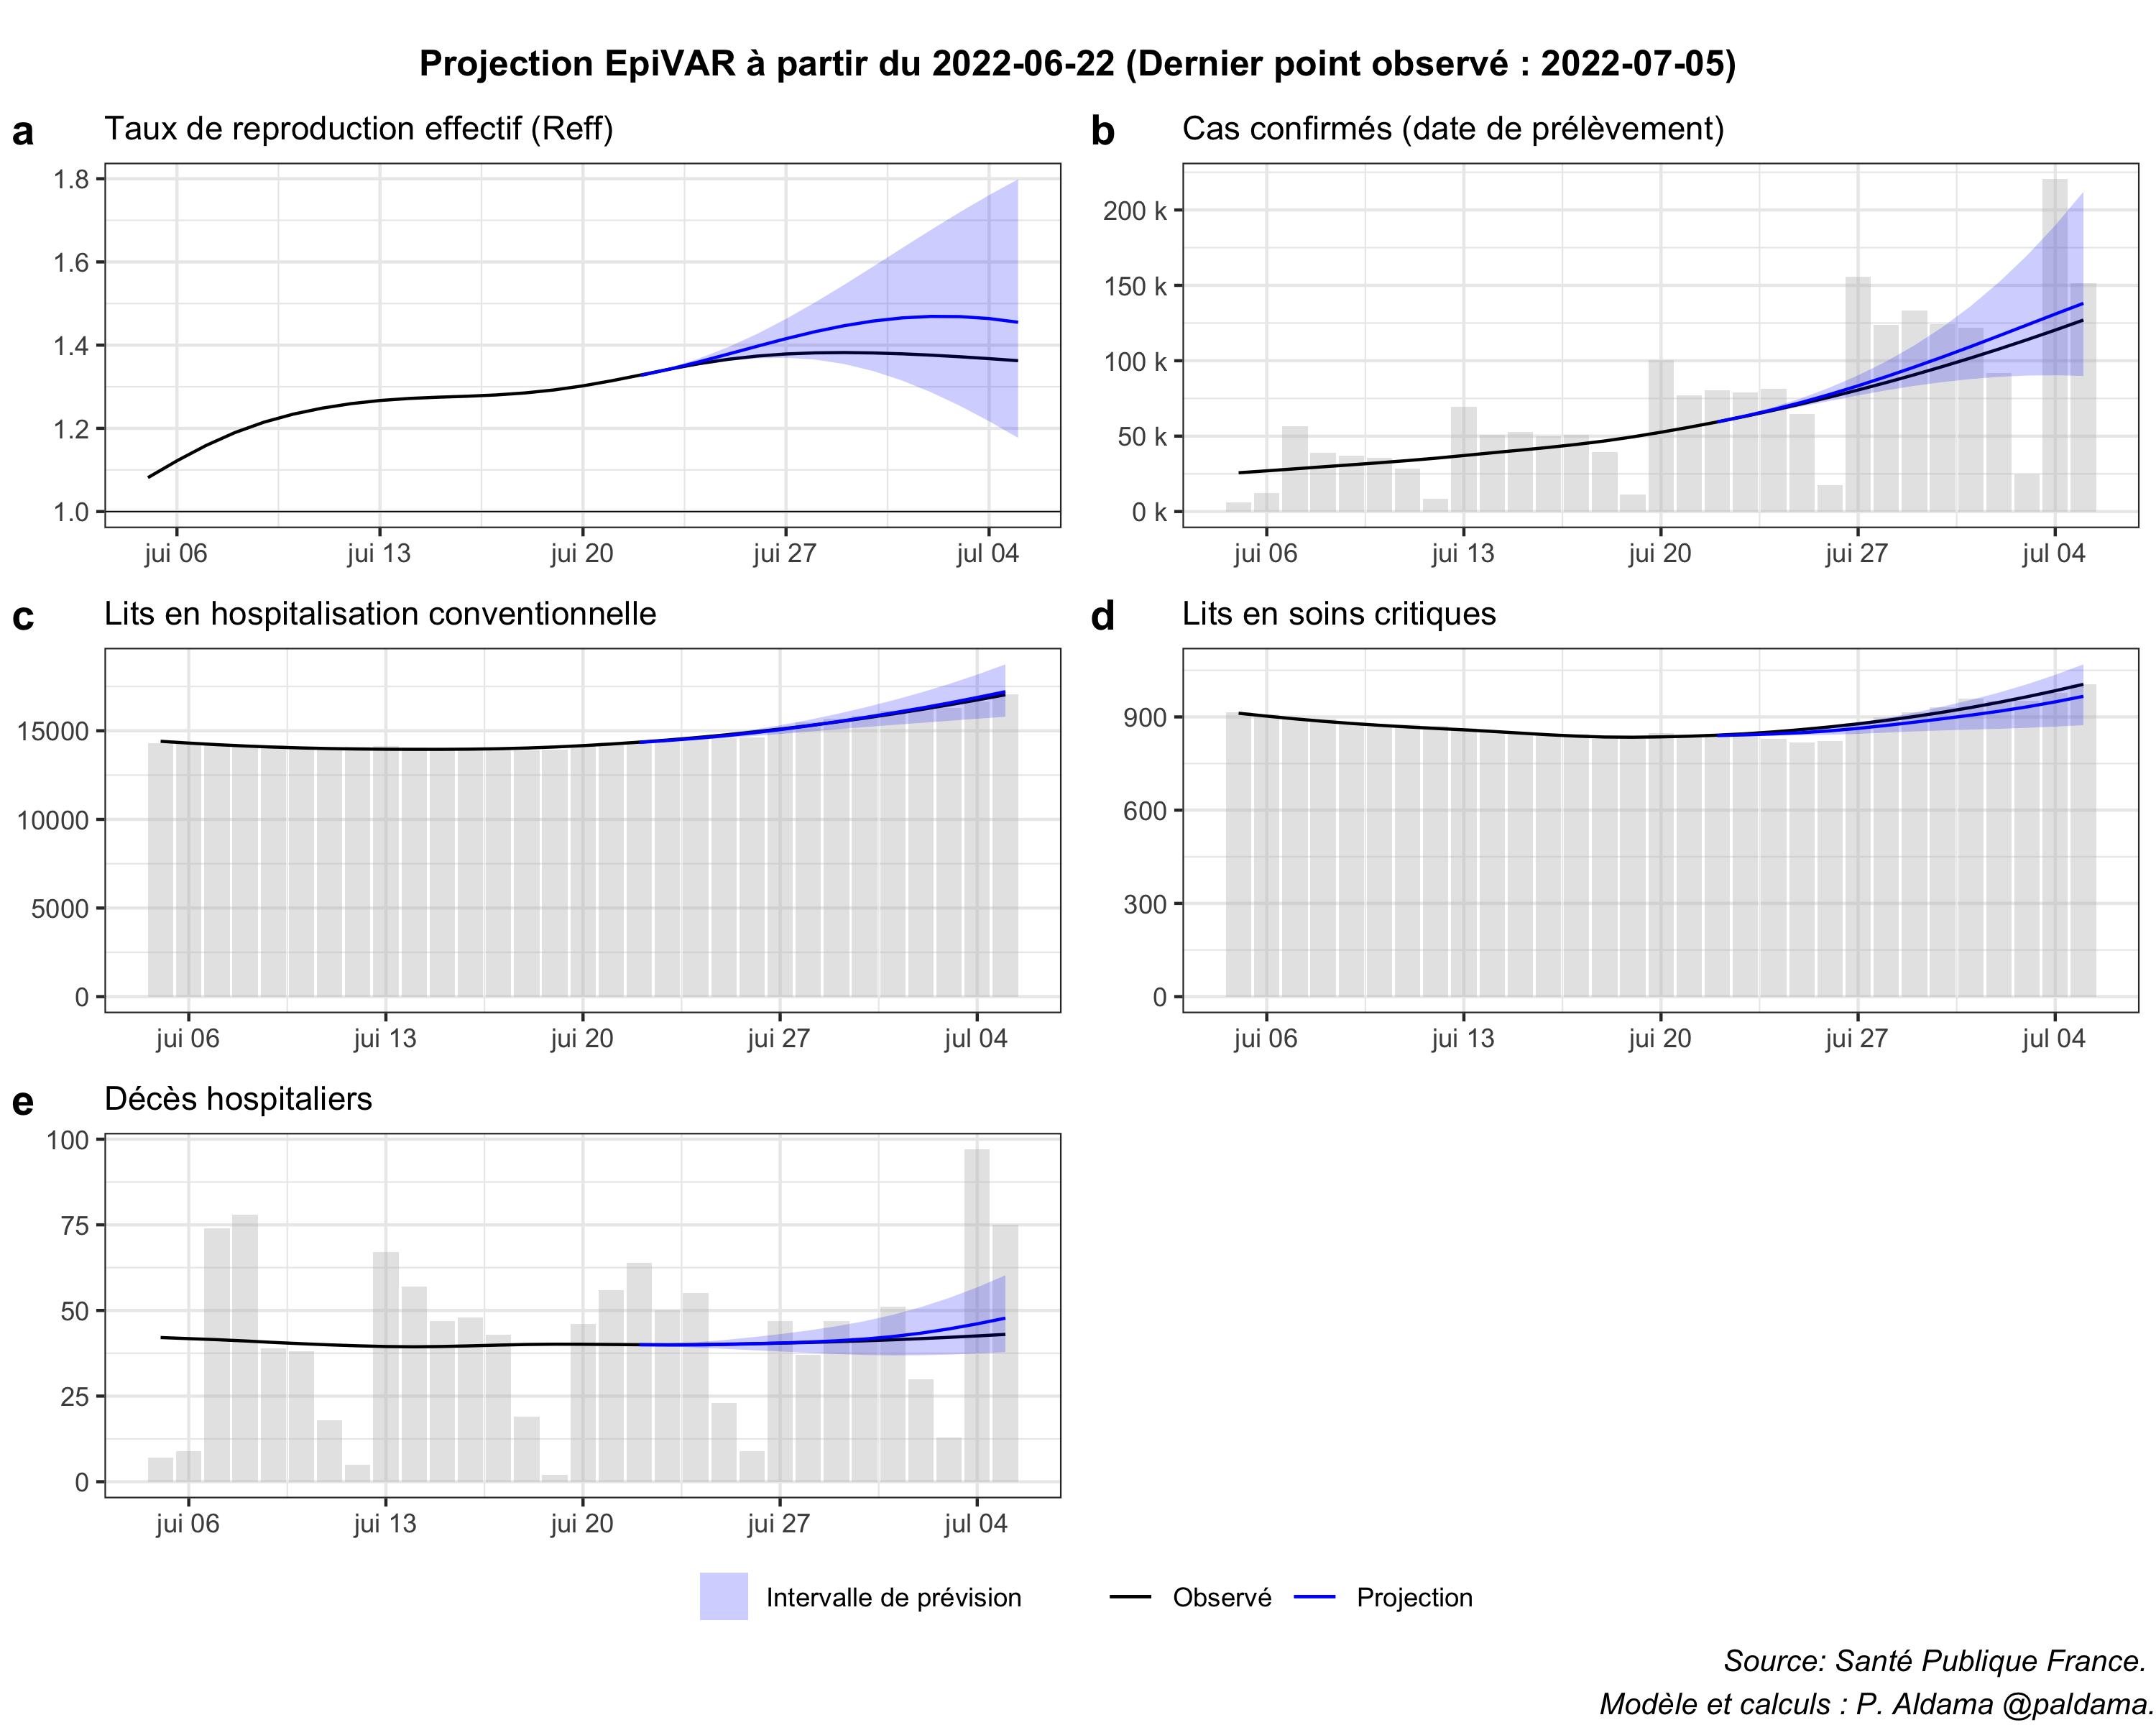 Projection EpiVAR à partir du 2022-06-22 (Dernier point observé : 2022-07-05)
a Taux de reproduction effectif (Reff)
1.8
1.6
1.4
1.2
1.0
jui 06 jui 13 jui 20 jui 27 jul 04
b Cas confirmés (date de prélèvement)
200 k
150 k
100 k
50 k
0 k
jui 06 jui 13 jui 20 jui 27 jul 04
c Lits en hospitalisation conventionnelle
15000
10000
5000
0
jui 06 jui 13 jui 20 jui 27 jul 04
d Lits en soins critiques
900
600
300
0
jui 06 jui 13 jui 20 jui 27 jul 04
e Décès hospitaliers
100
75
50
25
0
jui 06 jui 13 jui 20 jui 27 jul 04
Intervalle de prévision Observé Projection
Source: Santé Publique France.
Modèle et calculs : P. Aldama @paldama.